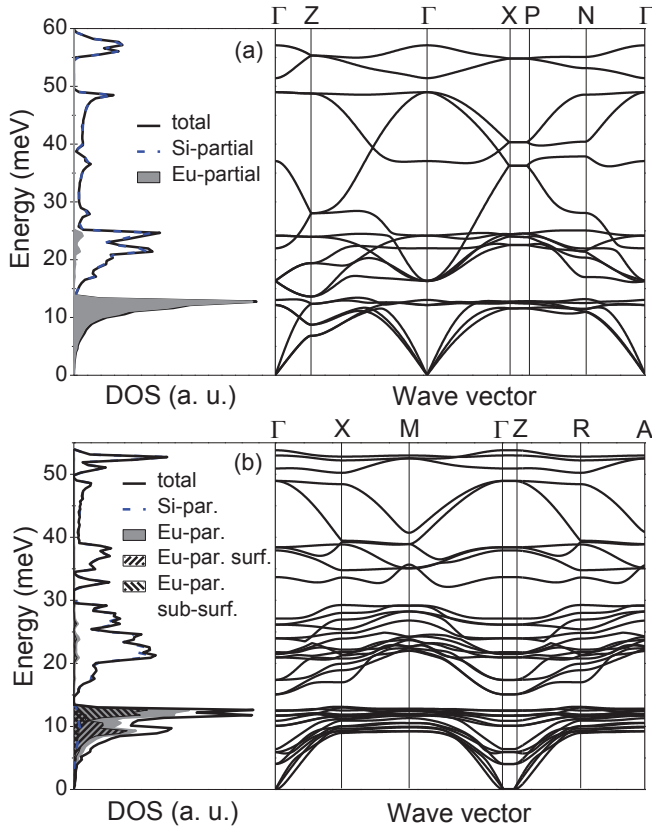 Γ Z Γ X P N Γ
60
50
40
30
20
10
0
Energy (meV)
(a)
total
Si-partial
Eu-partial
DOS (a. u.)
Wave vector
Γ X M Γ Z R A
50
40
30
20
10
0
Energy (meV)
(b)
total
Si-par.
Eu-par.
Eu-par. surf.
Eu-par.
sub-surf.
DOS (a. u.)
Wave vector